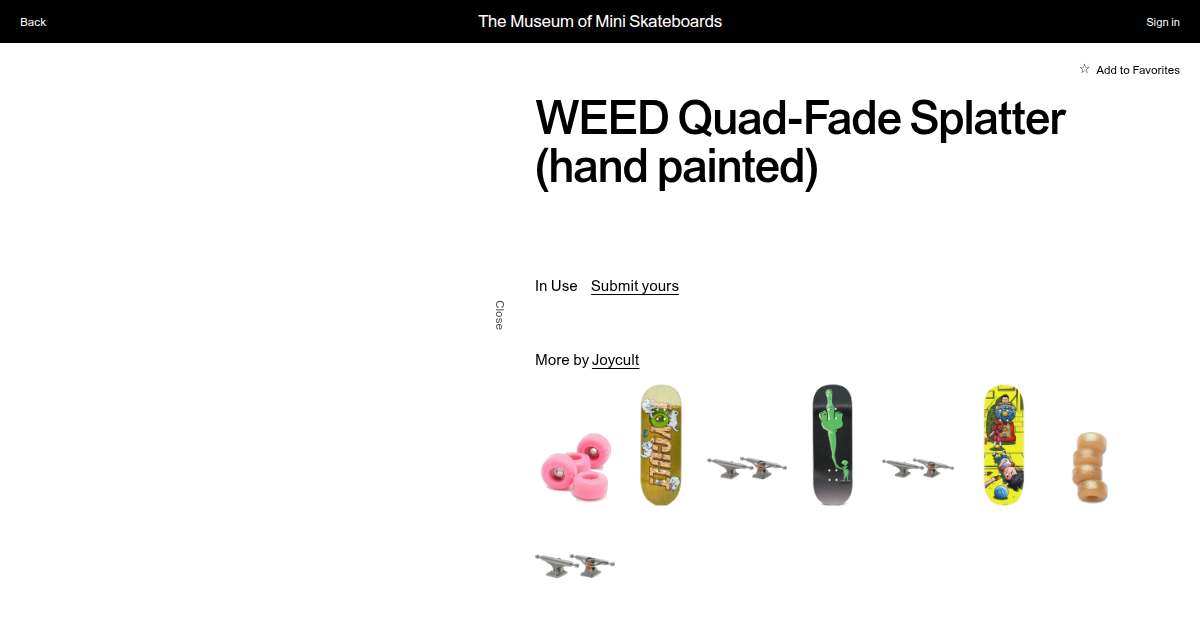 Back
The Museum of Mini Skateboards
Sign in
☆ Add to Favorites
WEED Quad-Fade Splatter
(hand painted)
In Use Submit yours
Close
More by Joycult